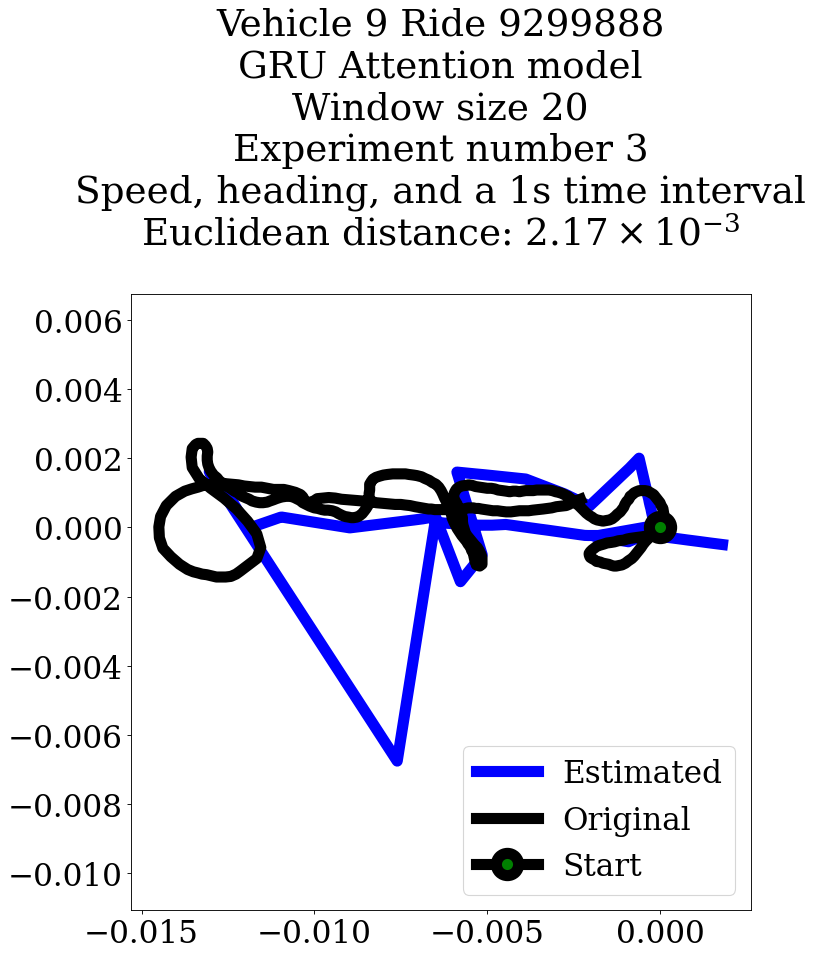 Vehicle 9 Ride 9299888
GRU Attention model
Window size 20
Experiment number 3
Speed, heading, and a 1s time interval
Euclidean distance: 2.17 × 10⁻³
0.006
0.004
0.002
0.000
−0.002
−0.004
−0.006
−0.008
−0.010
Estimated
Original
Start
−0.015 −0.010 −0.005 0.000